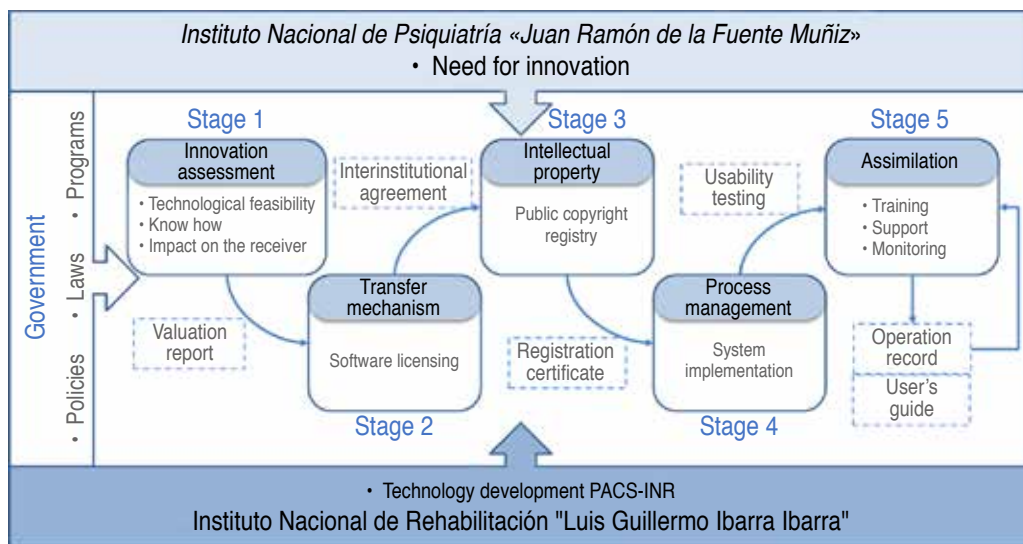 Instituto Nacional de Psiquiatría «Juan Ramón de la Fuente Muñiz»
• Need for innovation
Government
• Policies • Laws • Programs
Stage 1
Innovation
assessment
• Technological feasibility
• Know how
• Impact on the receiver
Valuation
report
Transfer
mechanism
Software licensing
Stage 2
Interinstitutional
agreement
Stage 3
Intellectual
property
Public copyright
registry
Registration
certificate
Process
management
System
implementation
Stage 4
Usability
testing
Stage 5
Assimilation
• Training
• Support
• Monitoring
Operation
record
User's
guide
• Technology development PACS-INR
Instituto Nacional de Rehabilitación "Luis Guillermo Ibarra Ibarra"